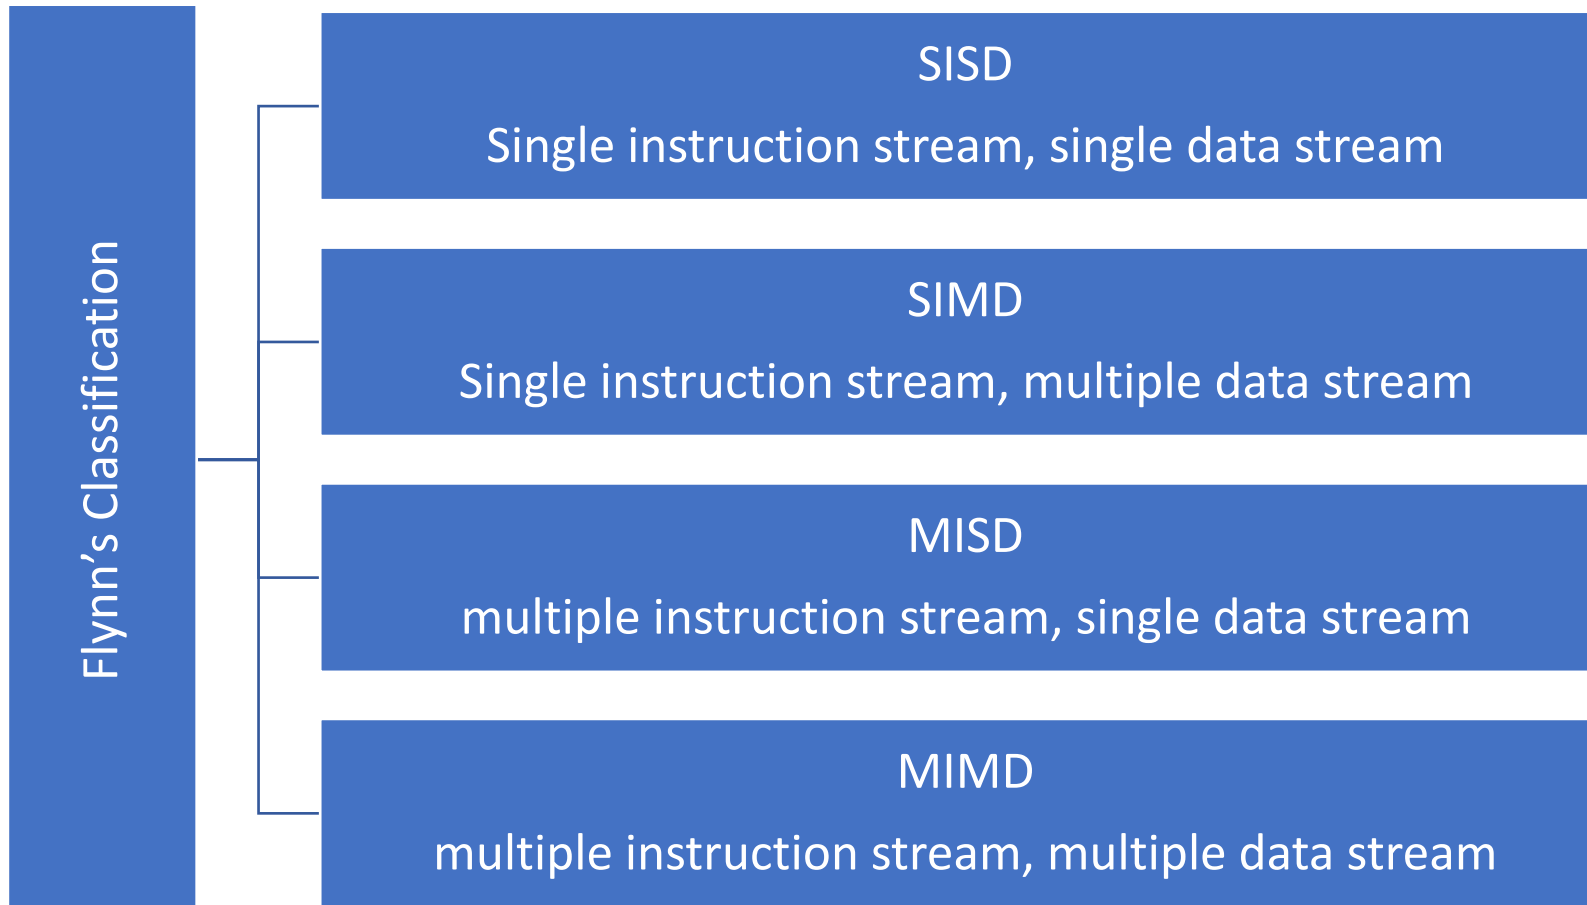 Flynn’s Classification
SISD
Single instruction stream, single data stream
SIMD
Single instruction stream, multiple data stream
MISD
multiple instruction stream, single data stream
MIMD
multiple instruction stream, multiple data stream